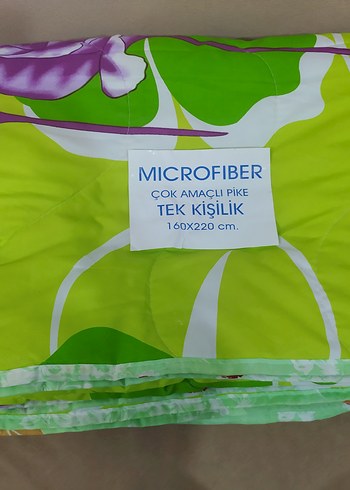 MICROFIBER
ÇOK AMAÇLI PİKE
TEK KİŞİLİK
160X220 cm.